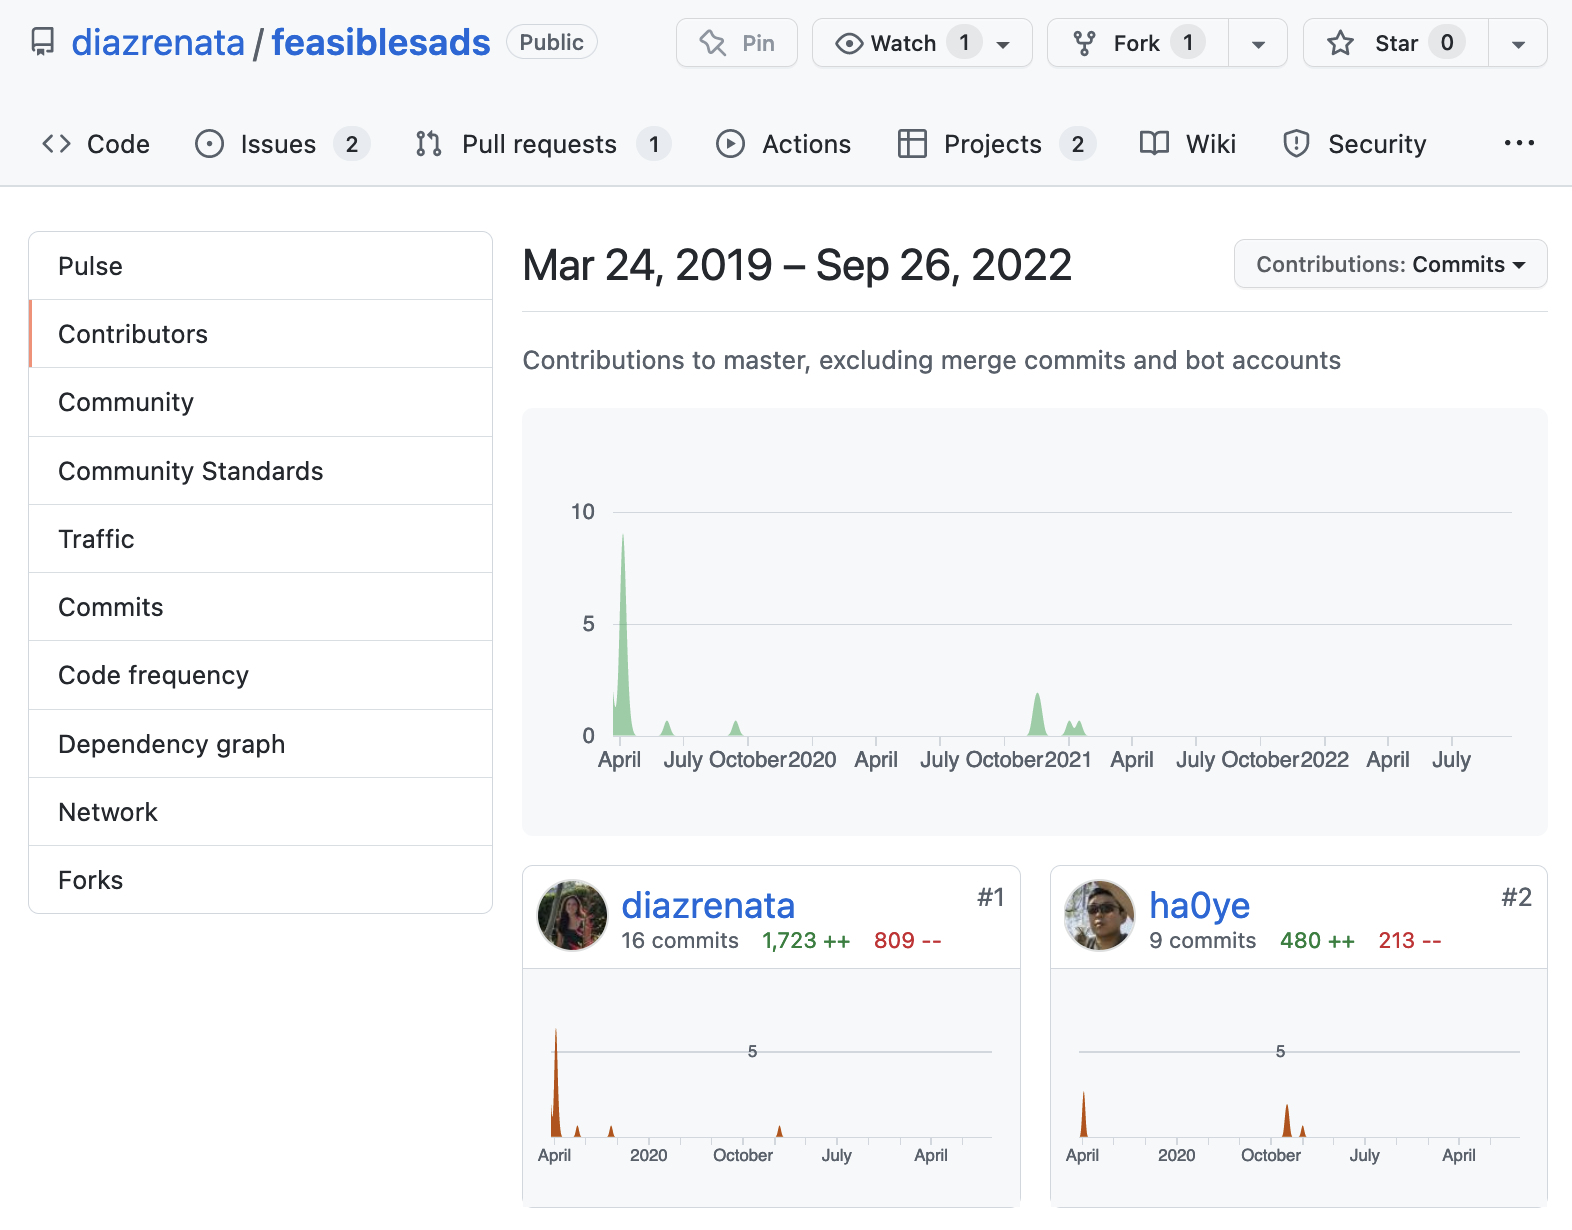 diazrenata / feasiblesads Public Pin Watch 1 Fork 1 Star 0
Code Issues 2 Pull requests 1 Actions Projects 2 Wiki Security ...
Pulse
Contributors
Community
Community Standards
Traffic
Commits
Code frequency
Dependency graph
Network
Forks
Mar 24, 2019 – Sep 26, 2022
Contributions: Commits
Contributions to master, excluding merge commits and bot accounts
10
5
0
April July October 2020 April July October 2021 April July October 2022 April July
diazrenata #1
16 commits 1,723 ++ 809 --
5
April 2020 October July April
ha0ye #2
9 commits 480 ++ 213 --
5
April 2020 October July April